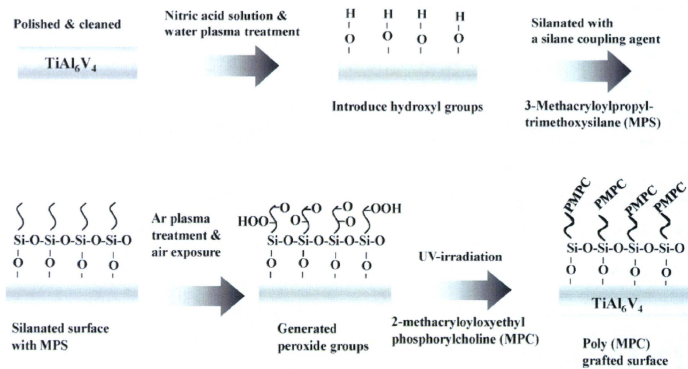 Polished & cleaned
TiAl6V4
Nitric acid solution &
water plasma treatment
H H H H
O O O O
Introduce hydroxyl groups
Silanated with
a silane coupling agent
3-Methacryloylpropyl-
trimethoxysilane (MPS)
Si-O-Si-O-Si-O-Si-O
O O O O
Silanated surface
with MPS
Ar plasma
treatment &
air exposure
O O O OOH
HOO O O
Si-O-Si-O-Si-O-Si-O
O O O O
Generated
peroxide groups
UV-irradiation
2-methacryloyloxyethyl
phosphorylcholine (MPC)
PMPC PMPC PMPC PMPC
Si-O-Si-O-Si-O-Si-O
O O O O
TiAl6V4
Poly (MPC)
grafted surface